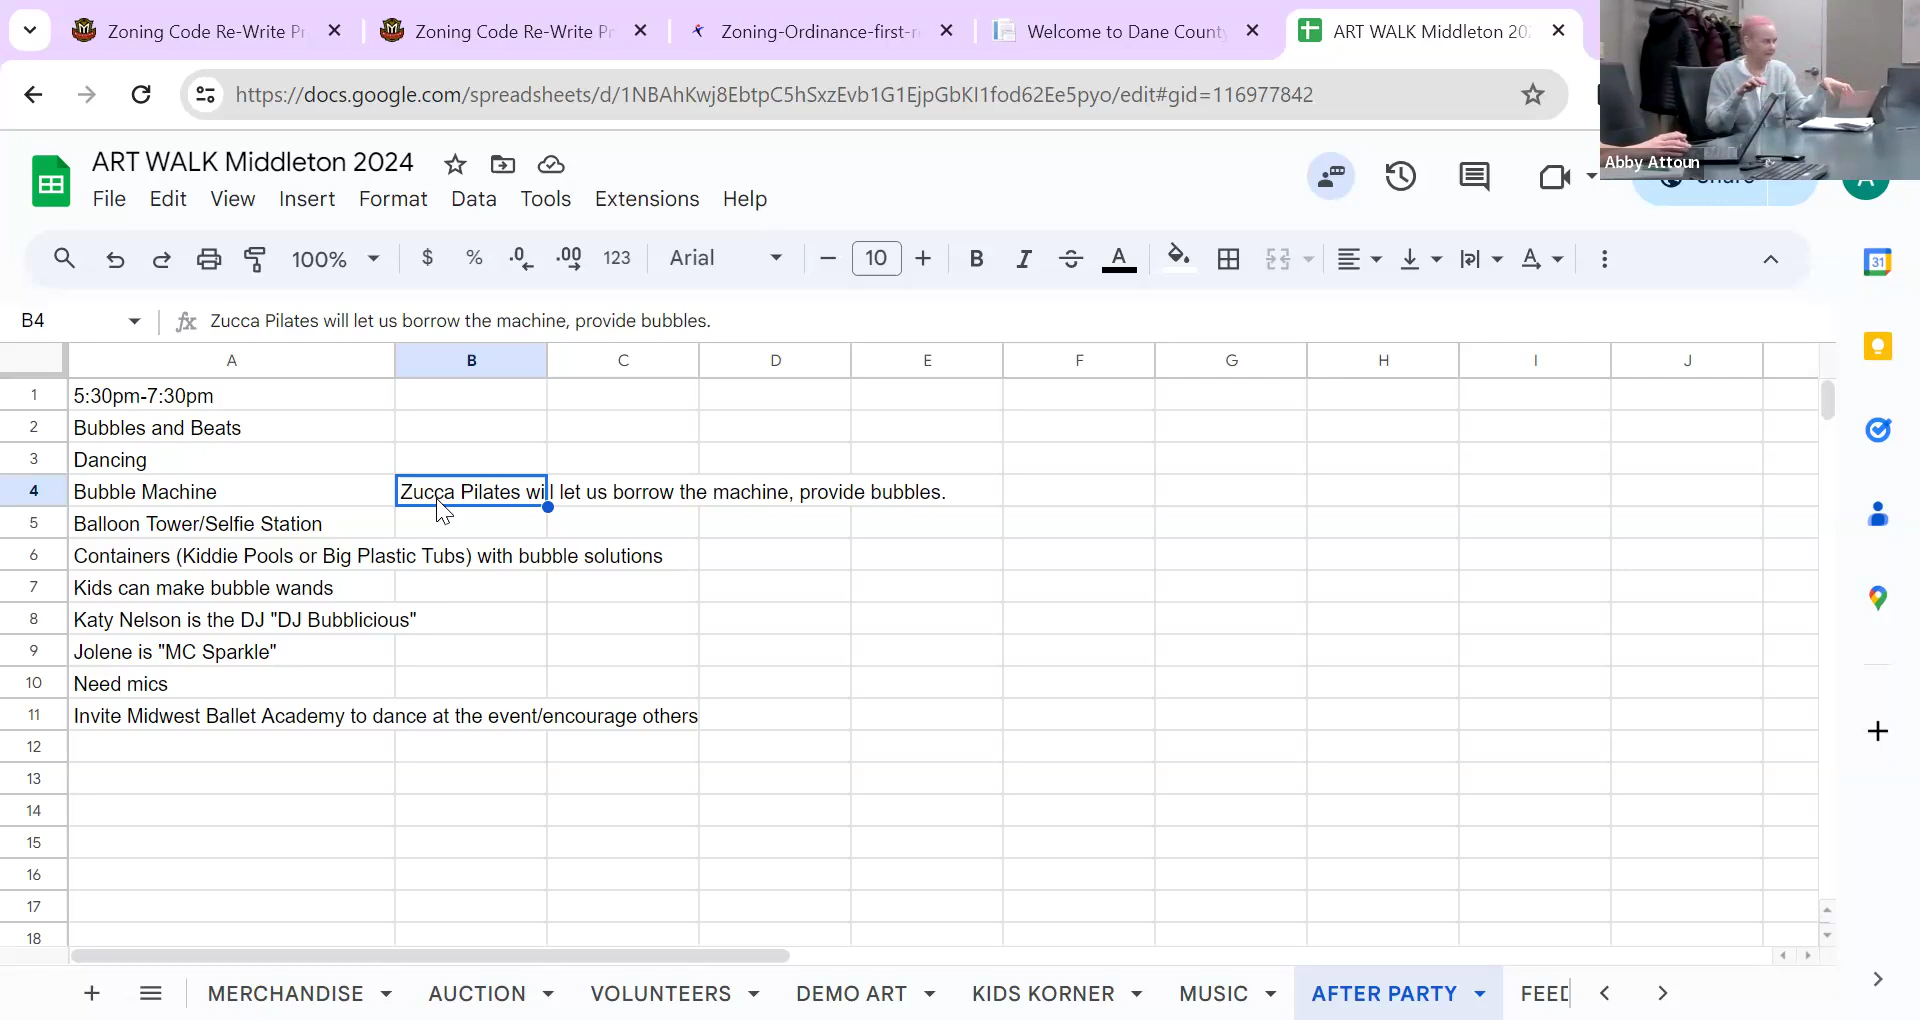 Zoning Code Re-Write Pr
Zoning Code Re-Write Pr
Zoning-Ordinance-first-r
Welcome to Dane County
ART WALK Middleton 20
https://docs.google.com/spreadsheets/d/1NBAhKwj8EbtpC5hSxzEvb1G1EjpGbKI1fod62Ee5pyo/edit#gid=116977842
Abby Attoun
ART WALK Middleton 2024
File Edit View Insert Format Data Tools Extensions Help
Share
A
100% $ % .0 .00 123 Arial 10 B I A A
31
B4 fx Zucca Pilates will let us borrow the machine, provide bubbles.
A B C D E F G H I J
1 5:30pm-7:30pm
2 Bubbles and Beats
3 Dancing
4 Bubble Machine Zucca Pilates will let us borrow the machine, provide bubbles.
5 Balloon Tower/Selfie Station
6 Containers (Kiddie Pools or Big Plastic Tubs) with bubble solutions
7 Kids can make bubble wands
8 Katy Nelson is the DJ "DJ Bubblicious"
9 Jolene is "MC Sparkle"
10 Need mics
11 Invite Midwest Ballet Academy to dance at the event/encourage others
12
13
14
15
16
17
18
MERCHANDISE AUCTION VOLUNTEERS DEMO ART KIDS KORNER MUSIC AFTER PARTY FEED